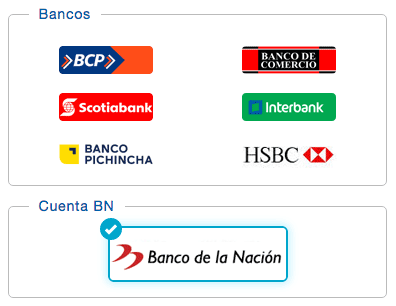 Bancos
BCP
BANCO DE
COMERCIO
Scotiabank
Interbank
BANCO
PICHINCHA
HSBC
Cuenta BN
Banco de la Nación